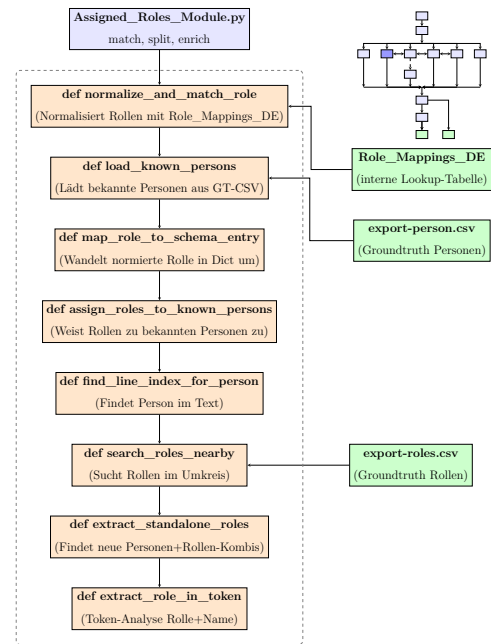 Assigned_Roles_Module.py
match, split, enrich
def normalize_and_match_role
(Normalisiert Rollen mit Role_Mappings_DE)
Role_Mappings_DE
(interne Lookup-Tabelle)
def load_known_persons
(Lädt bekannte Personen aus GT-CSV)
export-person.csv
(Groundtruth Personen)
def map_role_to_schema_entry
(Wandelt normierte Rolle in Dict um)
def assign_roles_to_known_persons
(Weist Rollen zu bekannten Personen zu)
def find_line_index_for_person
(Findet Person im Text)
def search_roles_nearby
(Sucht Rollen im Umkreis)
export-roles.csv
(Groundtruth Rollen)
def extract_standalone_roles
(Findet neue Personen+Rollen-Kombis)
def extract_role_in_token
(Token-Analyse Rolle+Name)